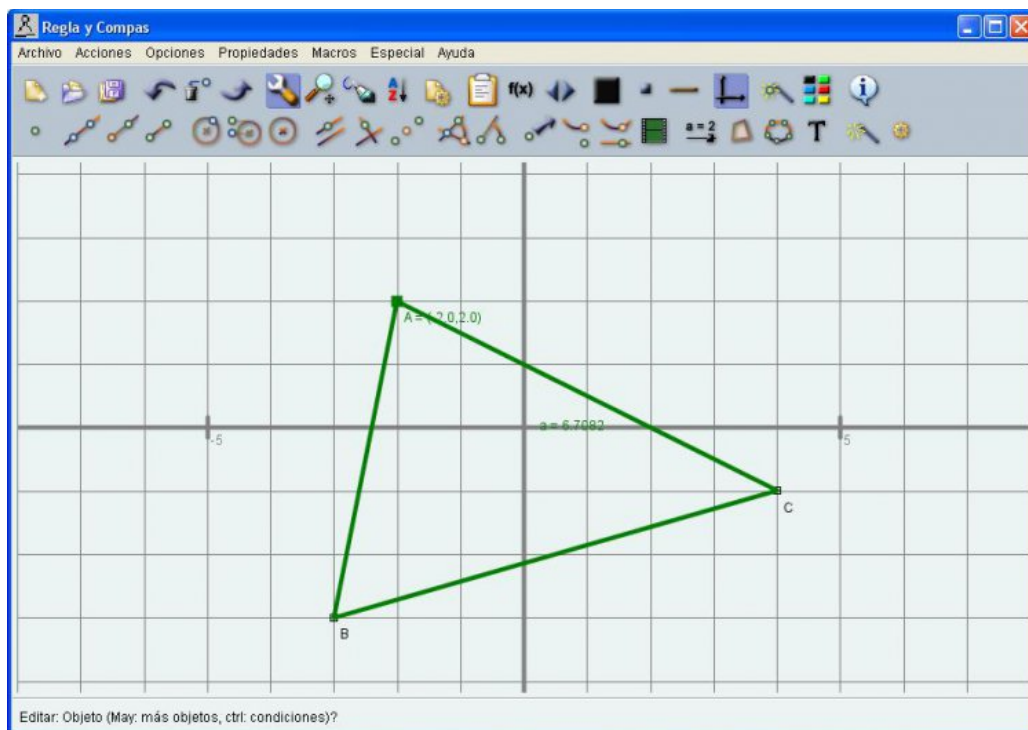 Regla y Compas
Archivo Acciones Opciones Propiedades Macros Especial Ayuda
f(x)
a = 2
T
A = (-2.0,2.0)
-5
a = 6.7082
5
C
B
Editar: Objeto (May: más objetos, ctrl: condiciones)?